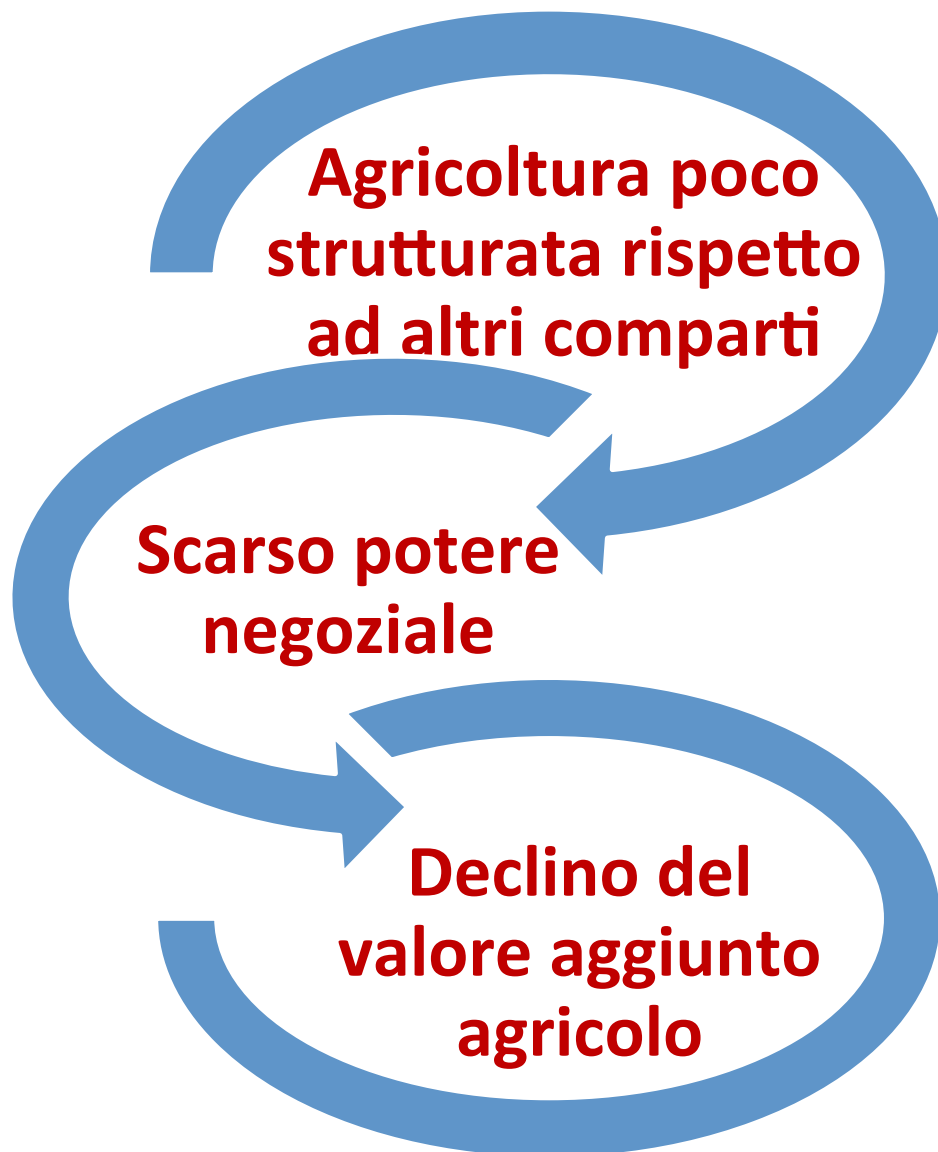 Agricoltura poco
strutturata rispetto
ad altri comparti
Scarso potere
negoziale
Declino del
valore aggiunto
agricolo